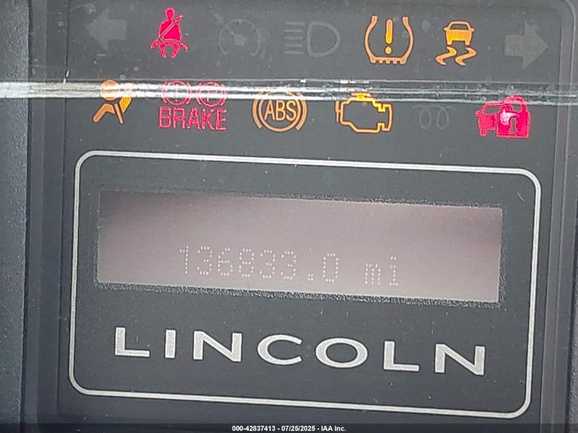 BRAKE
ABS
136833.0 mi
LINCOLN
000-42837413 - 07/25/2025 - IAA Inc.